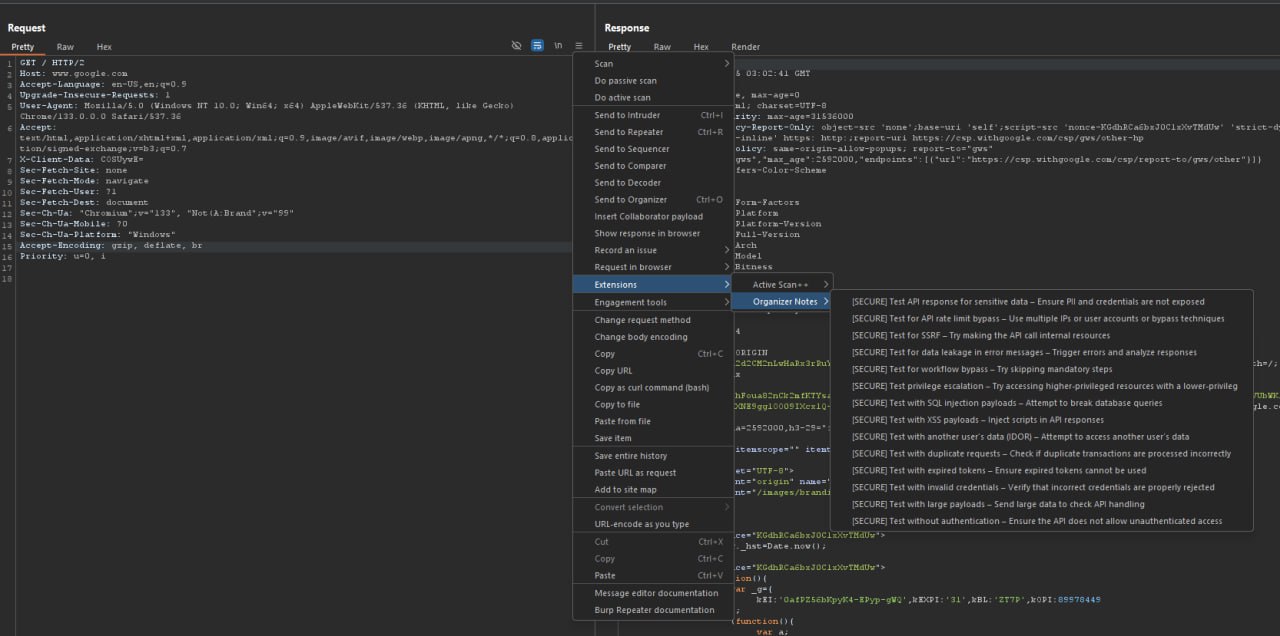 Request
Pretty Raw Hex
\n
1 GET / HTTP/2
2 Host: www.google.com
3 Accept-Language: en-US,en;q=0.9
4 Upgrade-Insecure-Requests: 1
5 User-Agent: Mozilla/5.0 (Windows NT 10.0; Win64; x64) AppleWebKit/537.36 (KHTML, like Gecko)
Chrome/133.0.0.0 Safari/537.36
6 Accept:
text/html,application/xhtml+xml,application/xml;q=0.9,image/avif,image/webp,image/apng,*/*;q=0.8,applic
tion/signed-exchange;v=b3;q=0.7
7 X-Client-Data: COSUywE=
8 Sec-Fetch-Site: none
9 Sec-Fetch-Mode: navigate
10 Sec-Fetch-User: ?1
11 Sec-Fetch-Dest: document
12 Sec-Ch-Ua: "Chromium";v="133", "Not(A:Brand";v="99"
13 Sec-Ch-Ua-Mobile: ?0
14 Sec-Ch-Ua-Platform: "Windows"
15 Accept-Encoding: gzip, deflate, br
16 Priority: u=0, i
17
18
Scan
Do passive scan
Do active scan
Send to Intruder Ctrl+I
Send to Repeater Ctrl+R
Send to Sequencer
Send to Comparer
Send to Decoder
Send to Organizer Ctrl+O
Insert Collaborator payload
Show response in browser
Record an issue
Request in browser
Extensions
Engagement tools
Change request method
Change body encoding
Copy Ctrl+C
Copy URL
Copy as curl command (bash)
Copy to file
Paste from file
Save item
Save entire history
Paste URL as request
Add to site map
Convert selection
URL-encode as you type
Cut Ctrl+X
Copy Ctrl+C
Paste Ctrl+V
Message editor documentation
Burp Repeater documentation
Active Scan++
Organizer Notes
[SECURE] Test API response for sensitive data – Ensure PII and credentials are not exposed
[SECURE] Test for API rate limit bypass – Use multiple IPs or user accounts or bypass techniques
[SECURE] Test for SSRF – Try making the API call internal resources
[SECURE] Test for data leakage in error messages – Trigger errors and analyze responses
[SECURE] Test for workflow bypass – Try skipping mandatory steps
[SECURE] Test privilege escalation – Try accessing higher-privileged resources with a lower-privileg
[SECURE] Test with SQL injection payloads – Attempt to break database queries
[SECURE] Test with XSS payloads – Inject scripts in API responses
[SECURE] Test with another user's data (IDOR) – Attempt to access another user's data
[SECURE] Test with duplicate requests – Check if duplicate transactions are processed incorrectly
[SECURE] Test with expired tokens – Ensure expired tokens cannot be used
[SECURE] Test with invalid credentials – Verify that incorrect credentials are properly rejected
[SECURE] Test with large payloads – Send large data to check API handling
[SECURE] Test without authentication – Ensure the API does not allow unauthenticated access
Response
Pretty Raw Hex Render
03:02:41 GMT
e, max-age=0
ml; charset=UTF-8
rity: max-age=31536000
cy-Report-Only: object-src 'none';base-uri 'self';script-src 'nonce-KGdhRCa6bxJ0ClxXvTMdUw' 'strict-dy
-inline' https: http:;report-uri https://csp.withgoogle.com/csp/gws/other-hp
olicy: same-origin-allow-popups; report-to="gws"
gws","max_age":2592000,"endpoints":[{"url":"https://csp.withgoogle.com/csp/report-to/gws/other"}]}
fers-Color-Scheme
Form-Factors
Platform
Platform-Version
Full-Version
Arch
Model
Bitness
4
ORIGIN
x
a=2592000,h3-29=":
itemscope="" item
et="UTF-8">
nt="origin" name=
nt="/images/brandi
ce="KGdhRCa6bxJ0ClxXvTMdUw">
._hst=Date.now();
ce="KGdhRCa6bxJ0ClxXvTMdUw">
ion(){
var _g={
kEI:'GafPZ56bKpyK4-EPyp-gWQ',kEXPI:'31',kBL:'ZT7P',kOPI:89978449
;
(function(){
var a;